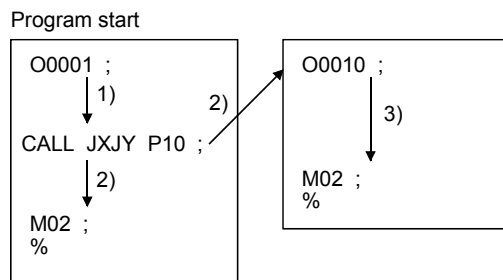 Program start
O0001 ;
1)
CALL JXJY P10 ;
2)
M02 ;
%
2)
O0010 ;
3)
M02 ;
%